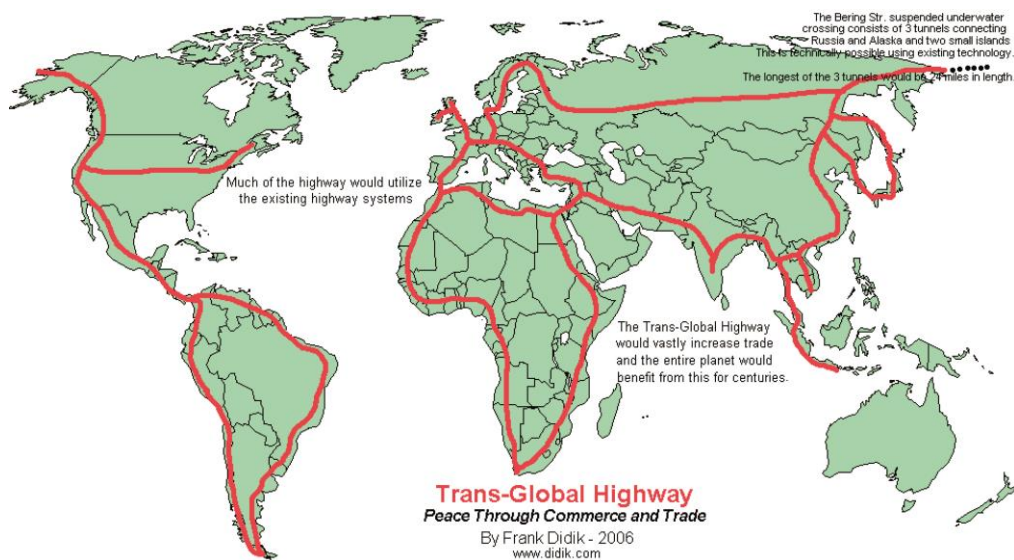 The Bering Str. suspended underwater
crossing consists of 3 tunnels connecting
Russia and Alaska and two small islands
This is technically possible using existing technology.
The longest of the 3 tunnels would be 24 miles in length.
Much of the highway would utilize
the existing highway systems
The Trans-Global Highway
would vastly increase trade
and the entire planet would
benefit from this for centuries.
Trans-Global Highway
Peace Through Commerce and Trade
By Frank Didik - 2006
www.didik.com